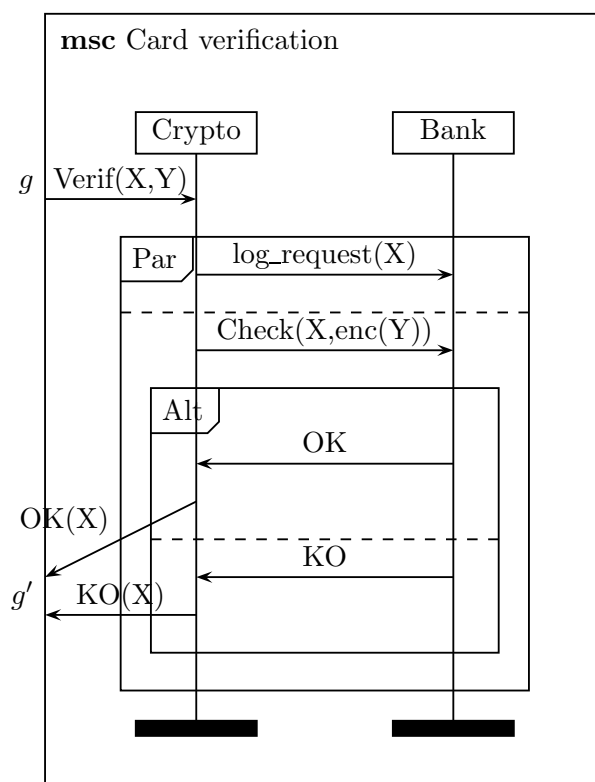 msc Card verification
Crypto
Bank
g
Verif(X,Y)
Par
log_request(X)
Check(X,enc(Y))
Alt
OK
OK(X)
KO
g′
KO(X)